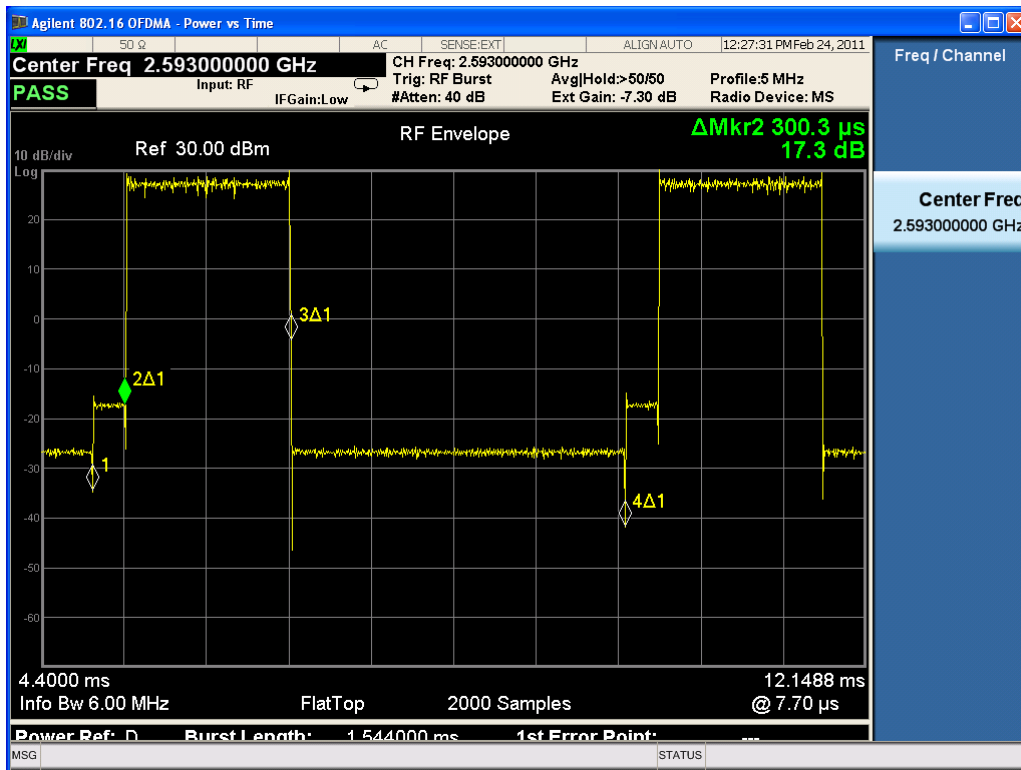 Agilent 802.16 OFDMA - Power vs Time
LXI 50 Ω AC SENSE:EXT ALIGN AUTO 12:27:31 PM Feb 24, 2011
Center Freq 2.593000000 GHz
PASS
Input: RF
IFGain:Low
CH Freq: 2.593000000 GHz
Trig: RF Burst
#Atten: 40 dB
Avg|Hold:>50/50
Ext Gain: -7.30 dB
Profile:5 MHz
Radio Device: MS
Freq / Channel
Center Freq
2.593000000 GHz
ΔMkr2 300.3 µs
17.3 dB
RF Envelope
10 dB/div Ref 30.00 dBm
Log
20
10
0
-10
-20
-30
-40
-50
-60
1
2Δ1
3Δ1
4Δ1
4.4000 ms 12.1488 ms
Info Bw 6.00 MHz FlatTop 2000 Samples @ 7.70 µs
Power Ref: D Burst Length: 1.544000 ms 1st Error Point: ---
MSG STATUS